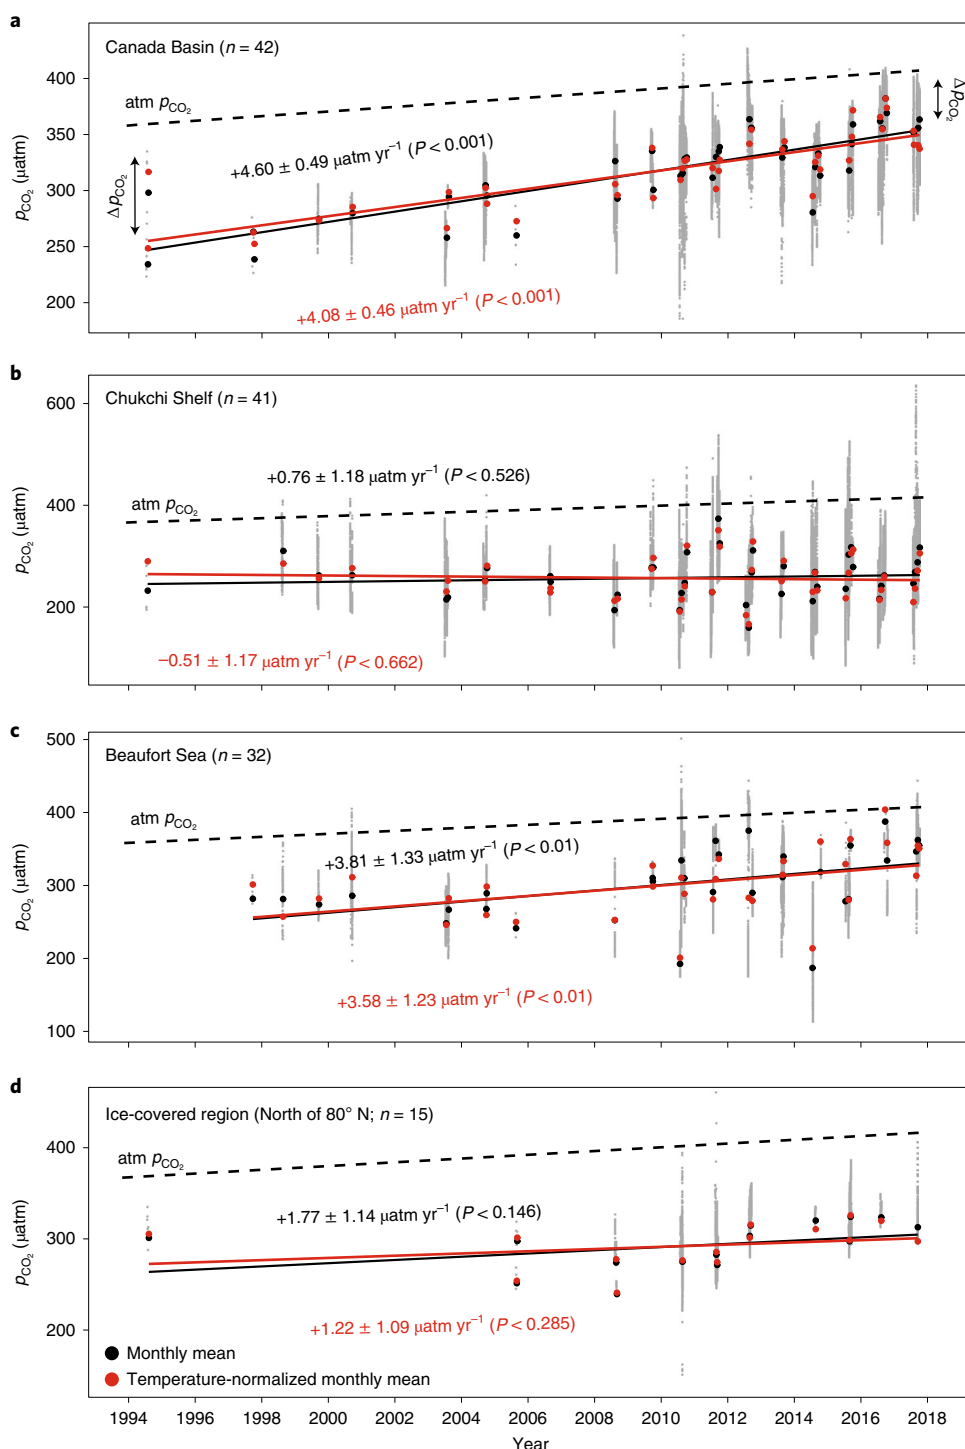 a
Canada Basin (n = 42)
atm pCO2
ΔpCO2
ΔpCO2
+4.60 ± 0.49 μatm yr−1 (P < 0.001)
+4.08 ± 0.46 μatm yr−1 (P < 0.001)
pCO2 (μatm)
400
350
300
250
200
b
Chukchi Shelf (n = 41)
+0.76 ± 1.18 μatm yr−1 (P < 0.526)
atm pCO2
−0.51 ± 1.17 μatm yr−1 (P < 0.662)
pCO2 (μatm)
600
400
200
c
Beaufort Sea (n = 32)
atm pCO2
+3.81 ± 1.33 μatm yr−1 (P < 0.01)
+3.58 ± 1.23 μatm yr−1 (P < 0.01)
pCO2 (μatm)
500
400
300
200
100
d
Ice-covered region (North of 80° N; n = 15)
atm pCO2
+1.77 ± 1.14 μatm yr−1 (P < 0.146)
+1.22 ± 1.09 μatm yr−1 (P < 0.285)
pCO2 (μatm)
400
300
200
Monthly mean
Temperature-normalized monthly mean
1994 1996 1998 2000 2002 2004 2006 2008 2010 2012 2014 2016 2018
Year